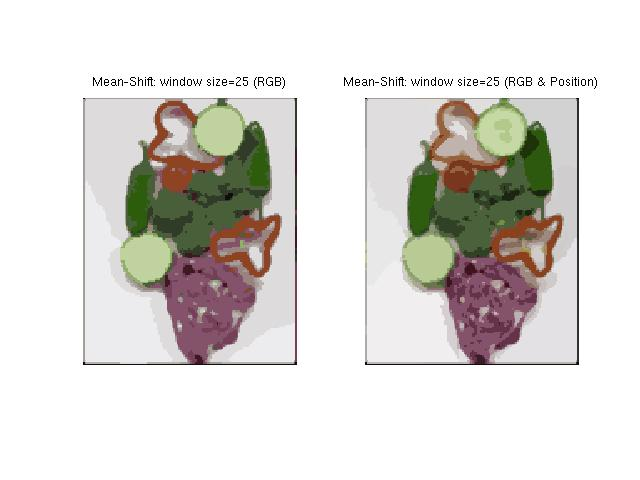 Mean-Shift: window size=25 (RGB)
Mean-Shift: window size=25 (RGB & Position)